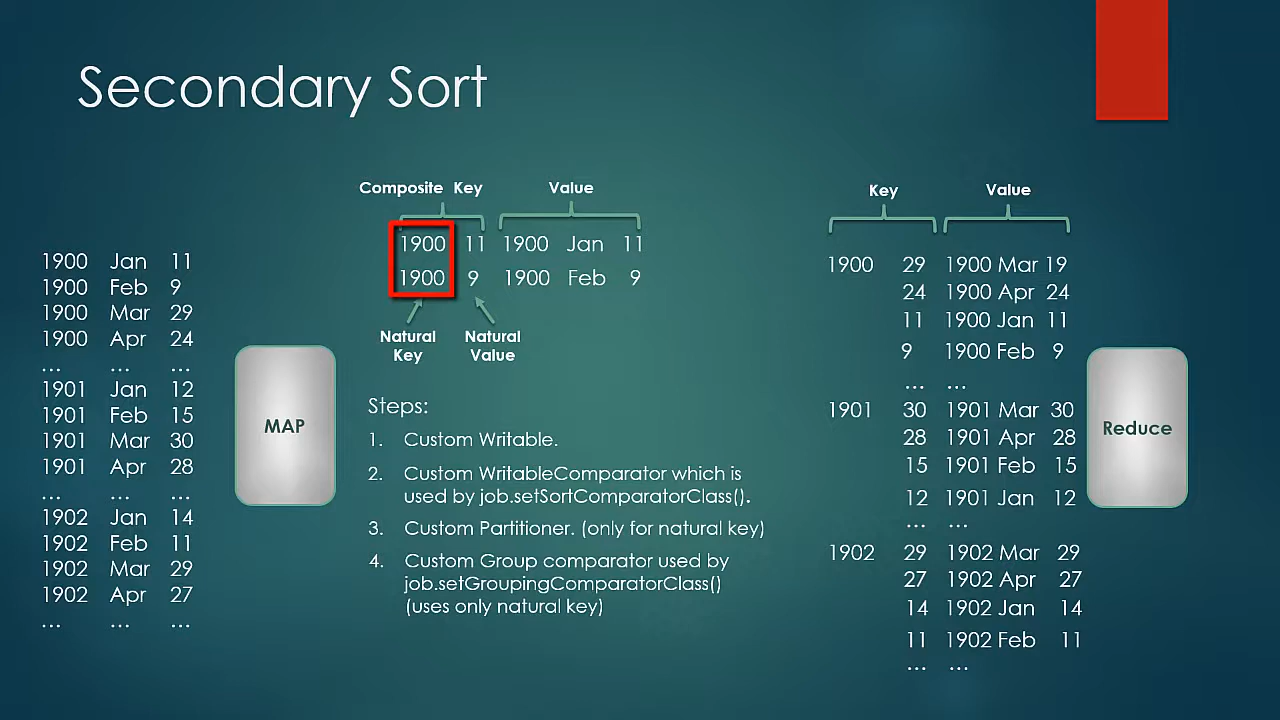 Secondary Sort
1900 Jan 11
1900 Feb 9
1900 Mar 29
1900 Apr 24
... ... ...
1901 Jan 12
1901 Feb 15
1901 Mar 30
1901 Apr 28
... ... ...
1902 Jan 14
1902 Feb 11
1902 Mar 29
1902 Apr 27
... ... ...
MAP
Composite Key Value
1900 11 1900 Jan 11
1900 9 1900 Feb 9
Natural Key
Natural Value
Steps:
1. Custom Writable.
2. Custom WritableComparator which is
used by job.setSortComparatorClass().
3. Custom Partitioner. (only for natural key)
4. Custom Group comparator used by
job.setGroupingComparatorClass()
(uses only natural key)
Key Value
1900 29 1900 Mar 19
24 1900 Apr 24
11 1900 Jan 11
9 1900 Feb 9
... ...
1901 30 1901 Mar 30
28 1901 Apr 28
15 1901 Feb 15
12 1901 Jan 12
... ...
1902 29 1902 Mar 29
27 1902 Apr 27
14 1902 Jan 14
11 1902 Feb 11
... ...
Reduce